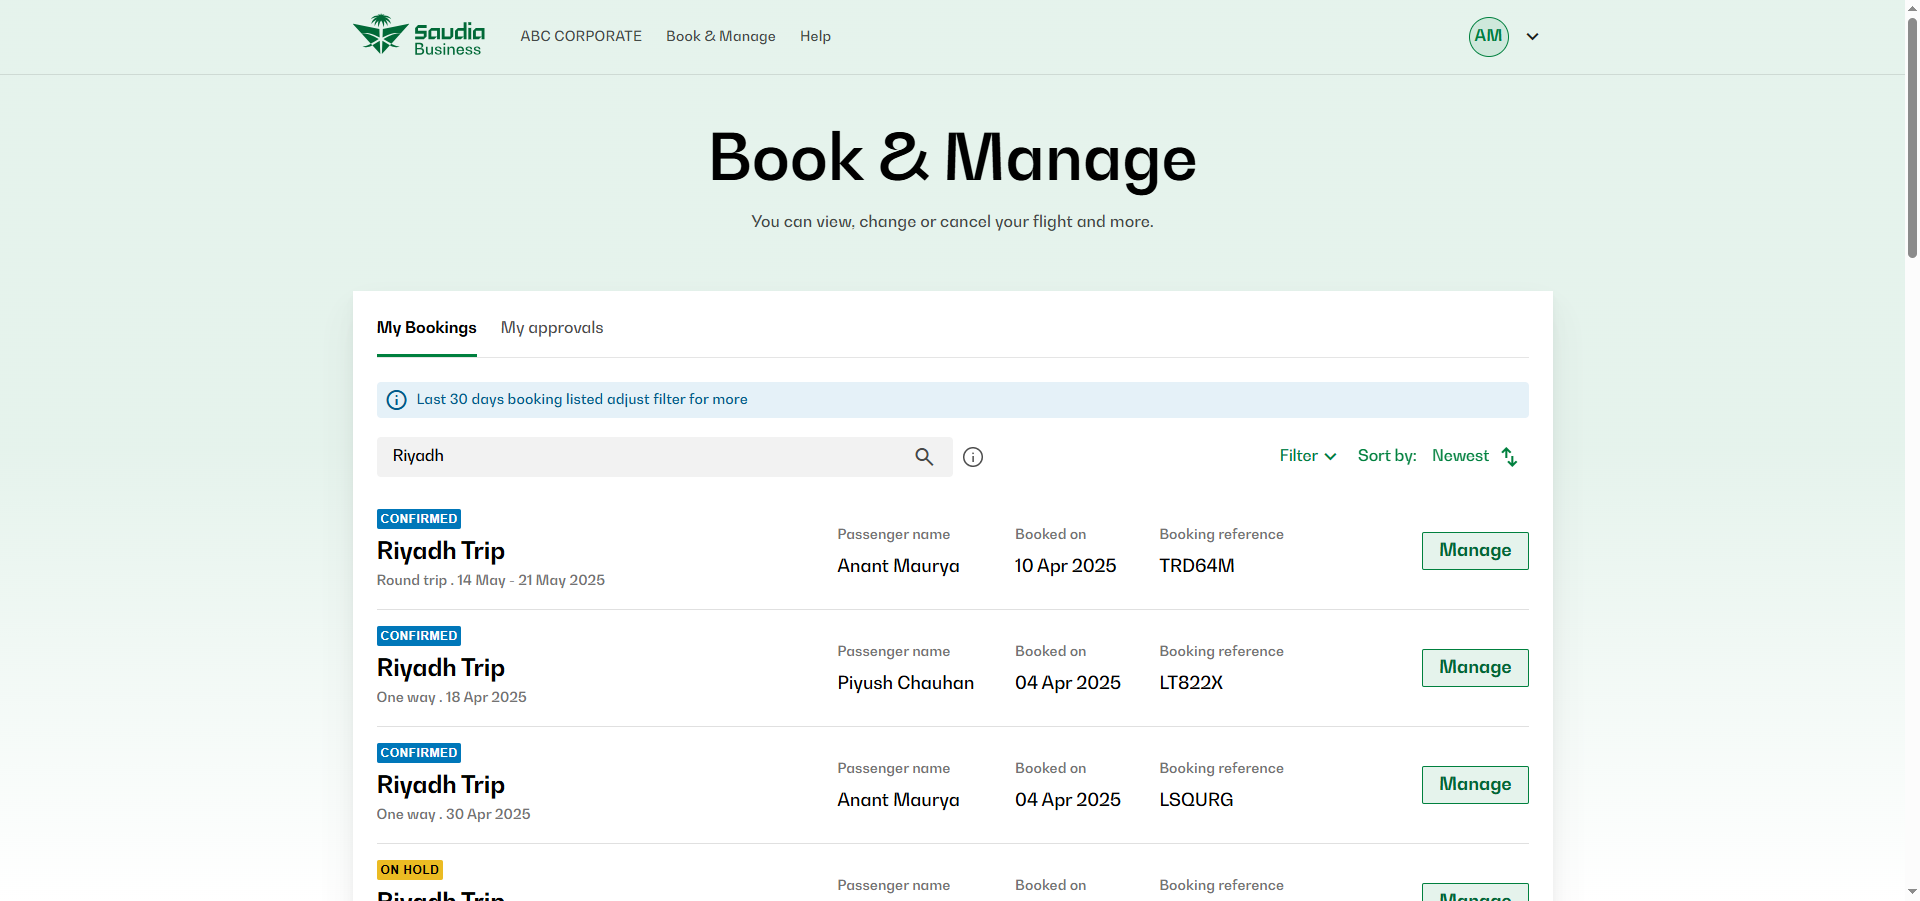 Saudia
Business
ABC CORPORATE
Book & Manage
Help
AM
Book & Manage
You can view, change or cancel your flight and more.
My Bookings
My approvals
Last 30 days booking listed adjust filter for more
Riyadh
Filter
Sort by: Newest
CONFIRMED
Riyadh Trip
Round trip . 14 May - 21 May 2025
Passenger name
Anant Maurya
Booked on
10 Apr 2025
Booking reference
TRD64M
Manage
CONFIRMED
Riyadh Trip
One way . 18 Apr 2025
Passenger name
Piyush Chauhan
Booked on
04 Apr 2025
Booking reference
LT822X
Manage
CONFIRMED
Riyadh Trip
One way . 30 Apr 2025
Passenger name
Anant Maurya
Booked on
04 Apr 2025
Booking reference
LSQURG
Manage
ON HOLD
Riyadh Trip
Passenger name
Booked on
Booking reference
Manage